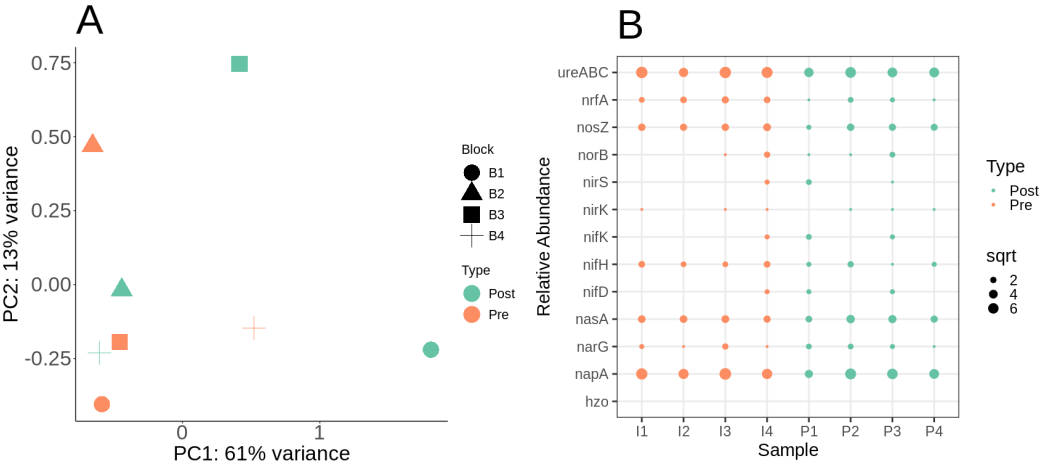 A
PC2: 13% variance
0.75
0.50
0.25
0.00
-0.25
0
1
PC1: 61% variance
Block
B1
B2
B3
B4
Type
Post
Pre
B
Relative Abundance
ureABC
nrfA
nosZ
norB
nirS
nirK
nifK
nifH
nifD
nasA
narG
napA
hzo
I1 I2 I3 I4 P1 P2 P3 P4
Sample
Type
Post
Pre
sqrt
2
4
6